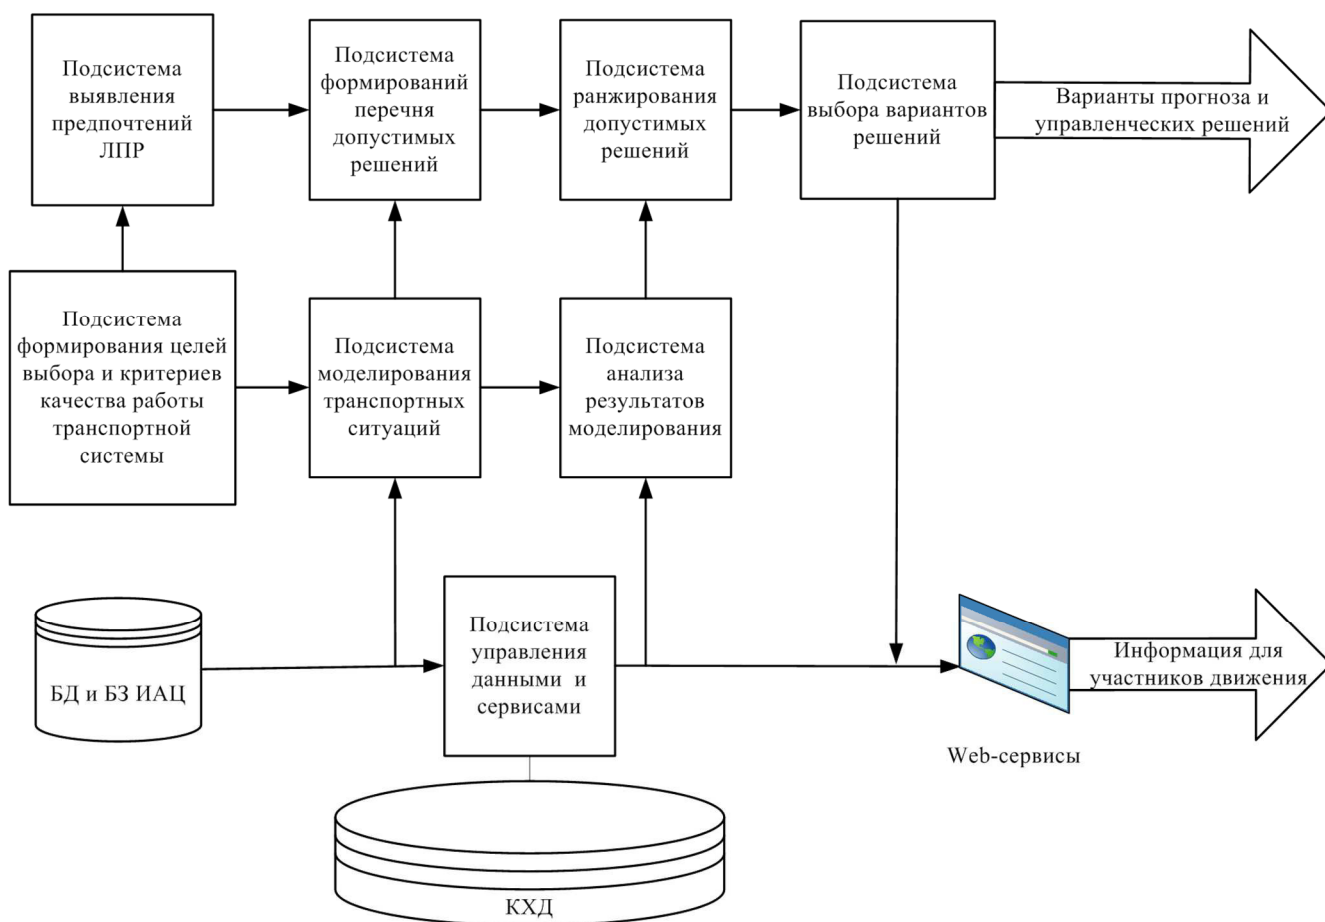 Подсистема
выявления
предпочтений
ЛПР
Подсистема
формирований
перечня
допустимых
решений
Подсистема
ранжирования
допустимых
решений
Подсистема
выбора вариантов
решений
Варианты прогноза и
управленческих решений
Подсистема
формирования целей
выбора и критериев
качества работы
транспортной
системы
Подсистема
моделирования
транспортных
ситуаций
Подсистема
анализа
результатов
моделирования
БД и БЗ ИАЦ
Подсистема
управления
данными и
сервисами
Информация для
участников движения
Web-сервисы
КХД